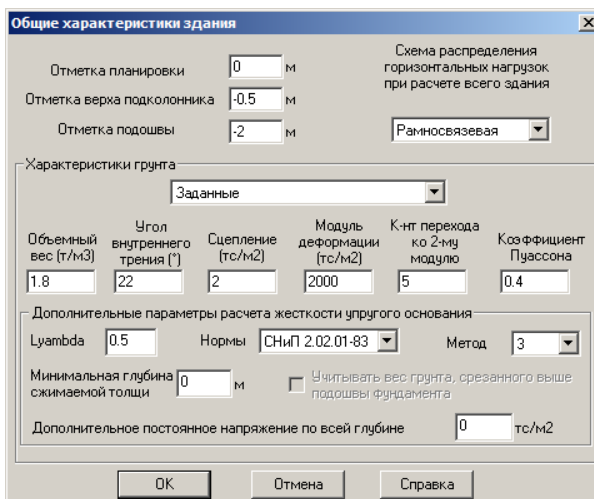 Общие характеристики здания
Отметка планировки 0 м
Отметка верха подколонника -0.5 м
Отметка подошвы -2 м
Схема распределения
горизонтальных нагрузок
при расчете всего здания
Рамносвязевая
Характеристики грунта
Заданные
Объемный
вес (т/м3)
1.8
Угол
внутреннего
трения (°)
22
Сцепление
(тс/м2)
2
Модуль
деформации
(тс/м2)
2000
К-нт перехода
ко 2-му
модулю
5
Коэффициент
Пуассона
0.4
Дополнительные параметры расчета жесткости упругого основания
Lyambda 0.5 Нормы СНиП 2.02.01-83 Метод 3
Минимальная глубина
сжимаемой толщи
0 м
Учитывать вес грунта, срезанного выше
подошвы фундамента
Дополнительное постоянное напряжение по всей глубине 0 тс/м2
OK Отмена Справка